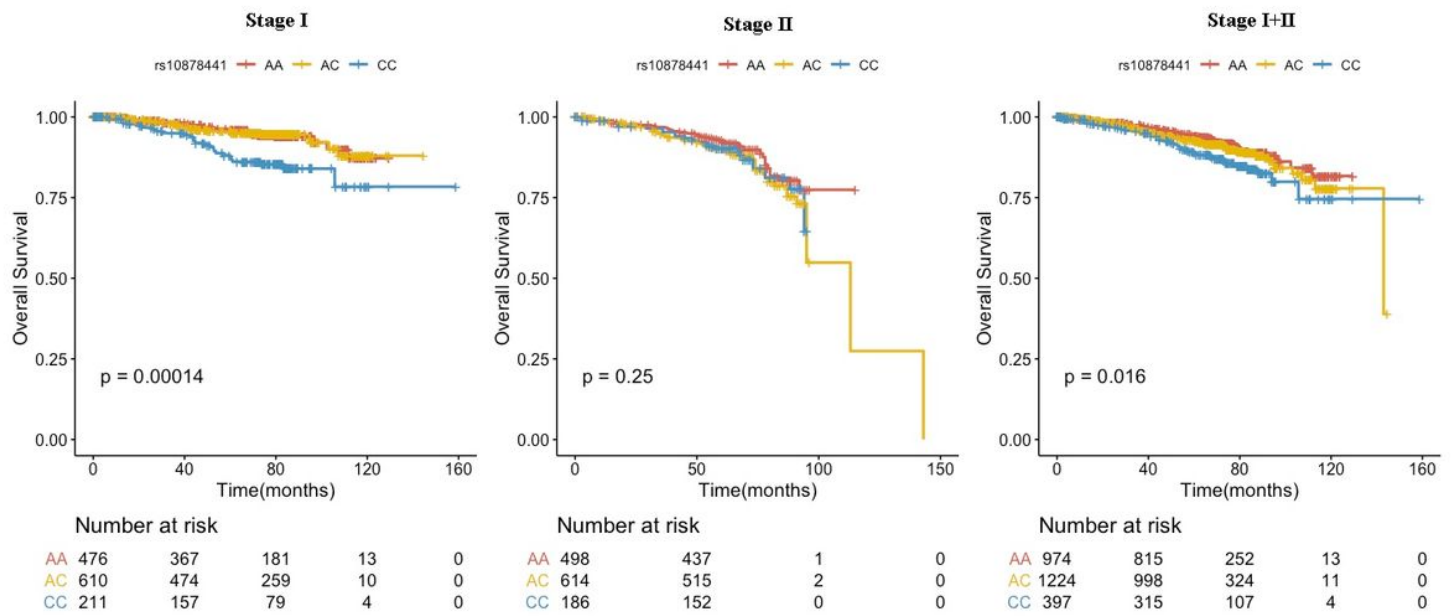 Stage I
rs10878441 AA AC CC
1.00
0.75
0.50
0.25
0.00
Overall Survival
p = 0.00014
0 40 80 120 160
Time(months)
Number at risk
AA 476 367 181 13 0
AC 610 474 259 10 0
CC 211 157 79 4 0
Stage II
rs10878441 AA AC CC
1.00
0.75
0.50
0.25
0.00
Overall Survival
p = 0.25
0 50 100 150
Time(months)
Number at risk
AA 498 437 1 0
AC 614 515 2 0
CC 186 152 0 0
Stage I+II
rs10878441 AA AC CC
1.00
0.75
0.50
0.25
0.00
Overall Survival
p = 0.016
0 40 80 120 160
Time(months)
Number at risk
AA 974 815 252 13 0
AC 1224 998 324 11 0
CC 397 315 107 4 0